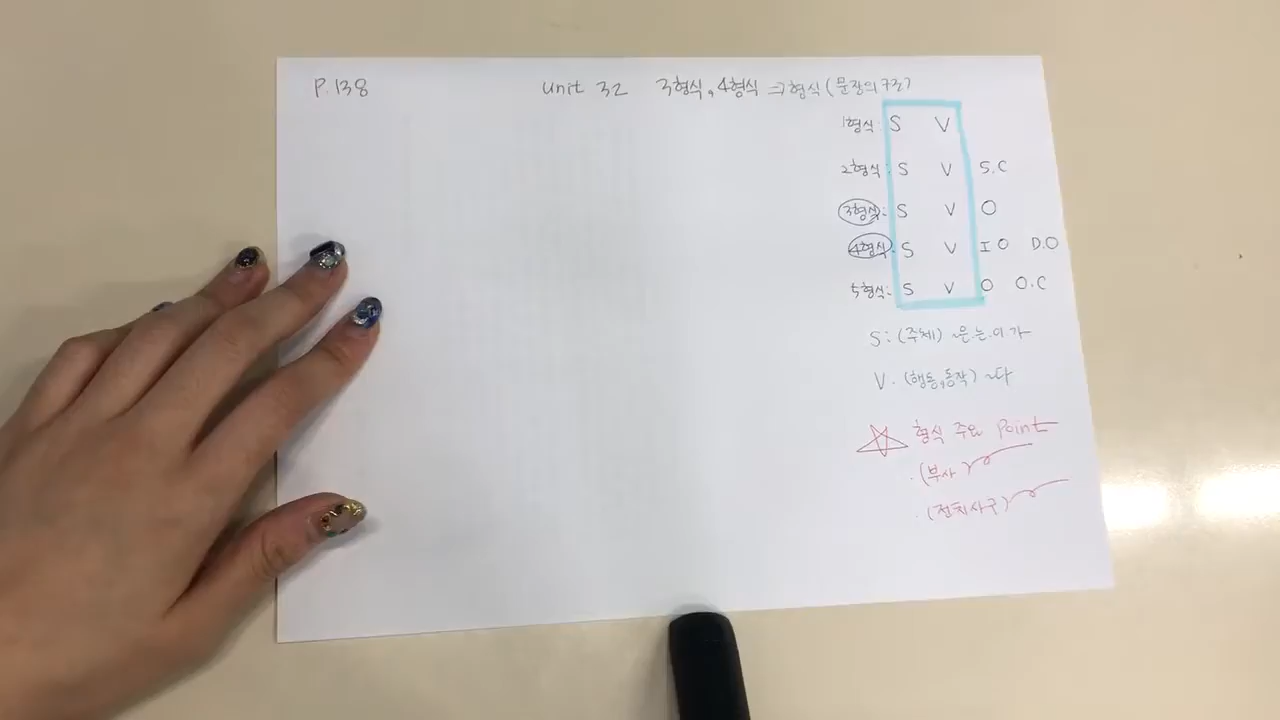 P.138
unit 32 3형식, 4형식 ⇒ 형식 (문장의 구조)
1형식: S V
2형식: S V S.C
3형식: S V O
4형식: S V I O D.O
5형식: S V O O.C
S: (주체) ~은.는.이.가
V. (행동,동작) ~다
☆ 형식 주요 point
. (부사)
. (전치사구)